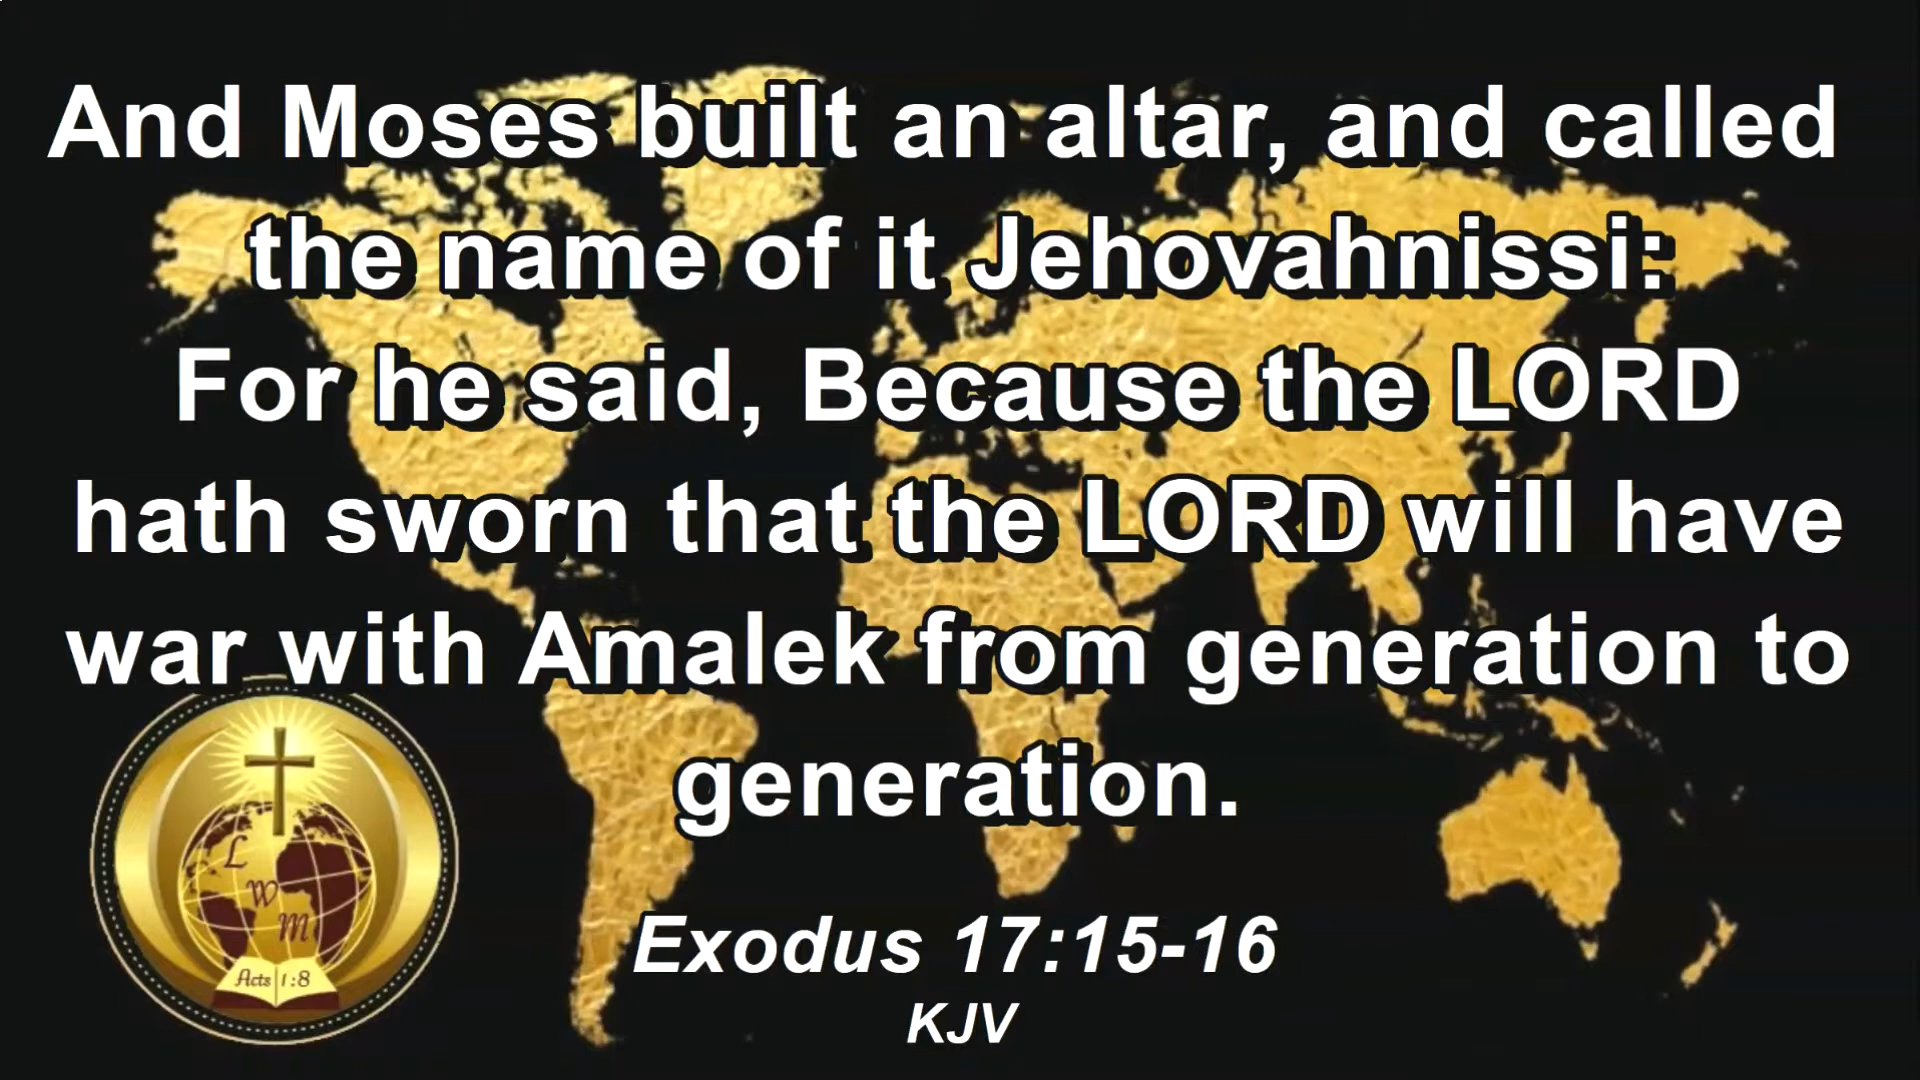 And Moses built an altar, and called
the name of it Jehovahnissi:
For he said, Because the LORD
hath sworn that the LORD will have
war with Amalek from generation to
generation.
L
W
M
Acts 1:8
Exodus 17:15-16
KJV